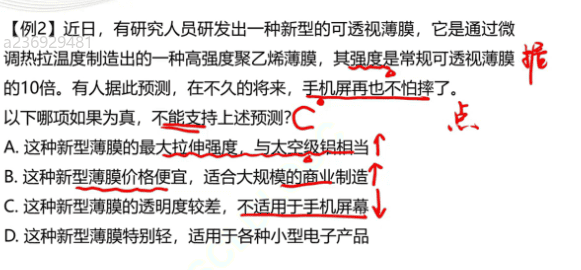 【例2】近日，有研究人员研发出一种新型的可透视薄膜，它是通过微
a236929481
调热拉温度制造出的一种高强度聚乙烯薄膜，其强度是常规可透视薄膜
据
的10倍。有人据此预测，在不久的将来，手机屏再也不怕摔了。
以下哪项如果为真，不能支持上述预测？ C
点
A. 这种新型薄膜的最大拉伸强度，与太空级铝相当↑
B. 这种新型薄膜价格便宜，适合大规模的商业制造↑
C. 这种新型薄膜的透明度较差，不适用于手机屏幕↓
D. 这种新型薄膜特别轻，适用于各种小型电子产品